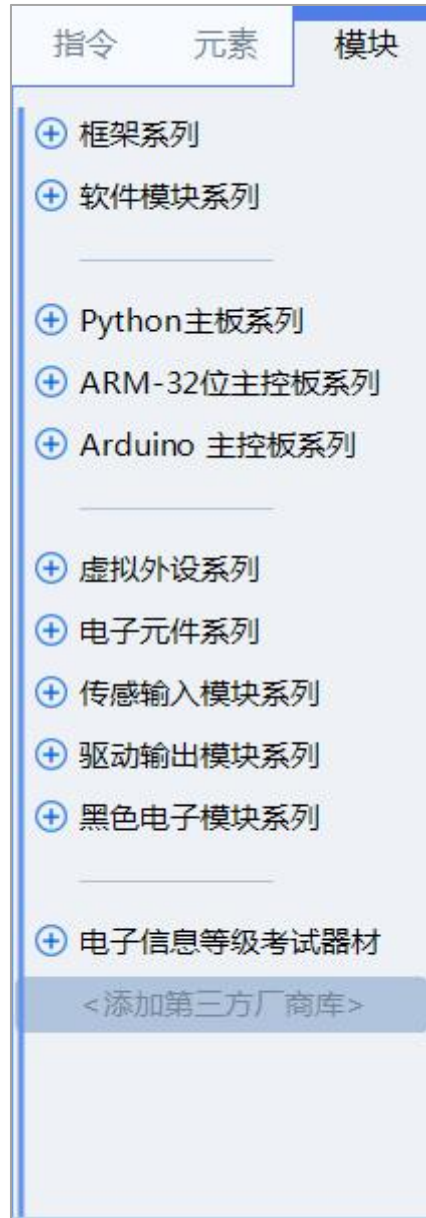 指令 元素 模块
框架系列
软件模块系列
Python主板系列
ARM-32位主控板系列
Arduino 主控板系列
虚拟外设系列
电子元件系列
传感输入模块系列
驱动输出模块系列
黑色电子模块系列
电子信息等级考试器材
<添加第三方厂商库>